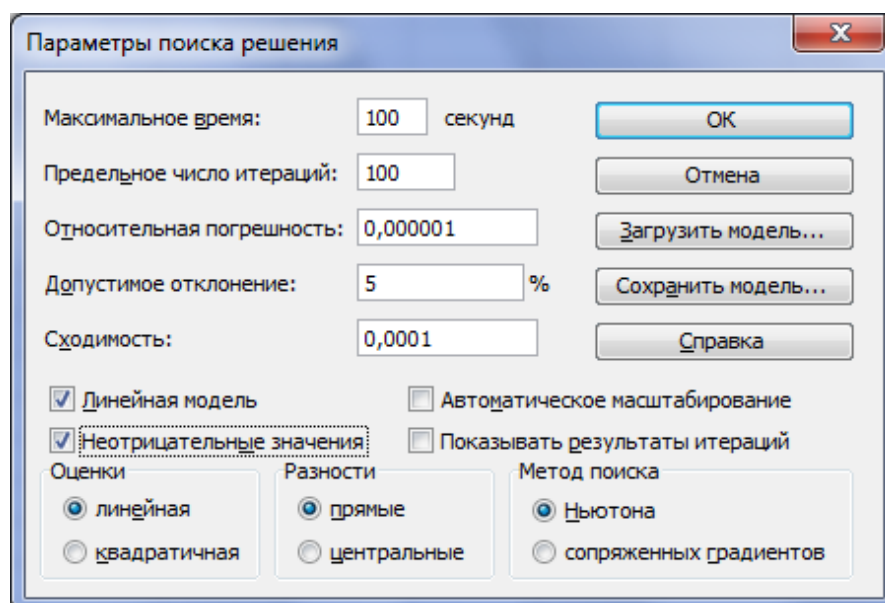 Параметры поиска решения
Максимальное время: 100 секунд OK
Предельное число итераций: 100 Отмена
Относительная погрешность: 0,000001 Загрузить модель...
Допустимое отклонение: 5 % Сохранить модель...
Сходимость: 0,0001 Справка
Линейная модель Автоматическое масштабирование
Неотрицательные значения Показывать результаты итераций
Оценки Разности Метод поиска
линейная прямые Ньютона
квадратичная центральные сопряженных градиентов